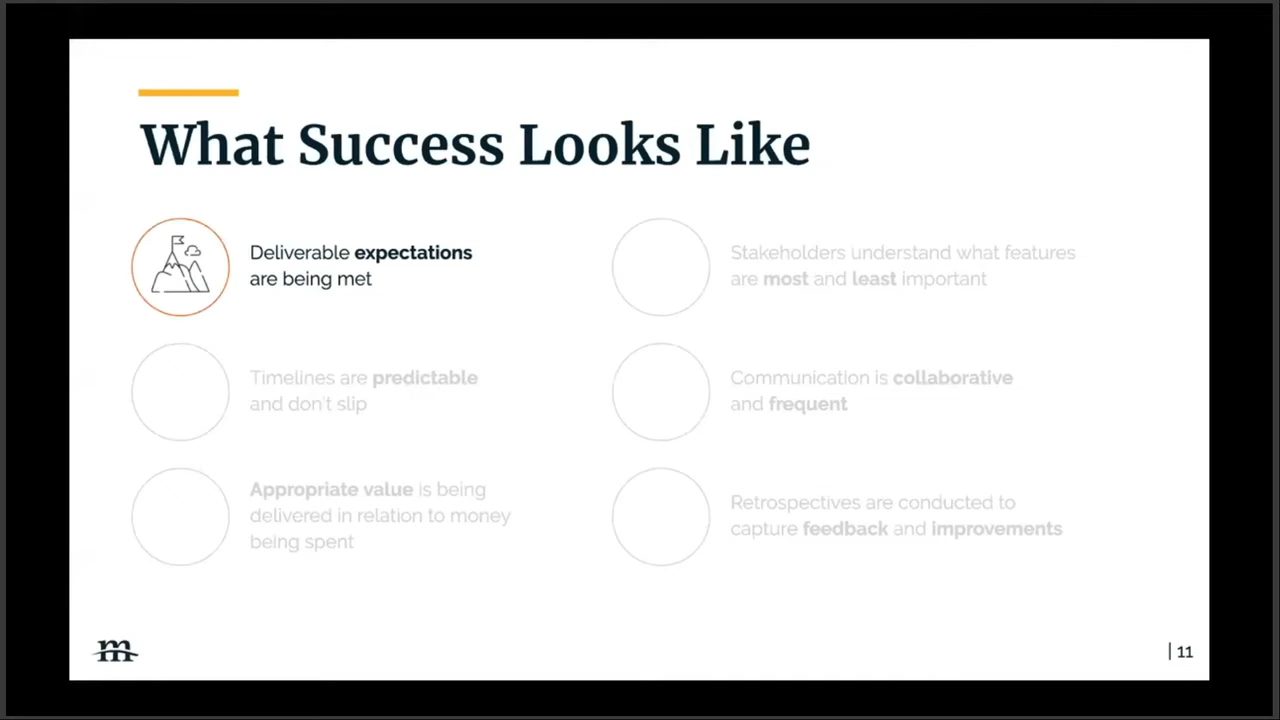 What Success Looks Like
Deliverable expectations
are being met
Timelines are predictable
and don't slip
Appropriate value is being
delivered in relation to money
being spent
Stakeholders understand what features
are most and least important
Communication is collaborative
and frequent
Retrospectives are conducted to
capture feedback and improvements
m
| 11